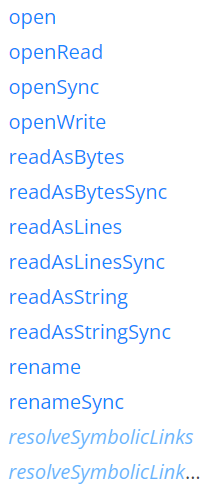 open
openRead
openSync
openWrite
readAsBytes
readAsBytesSync
readAsLines
readAsLinesSync
readAsString
readAsStringSync
rename
renameSync
resolveSymbolicLinks
resolveSymbolicLink...